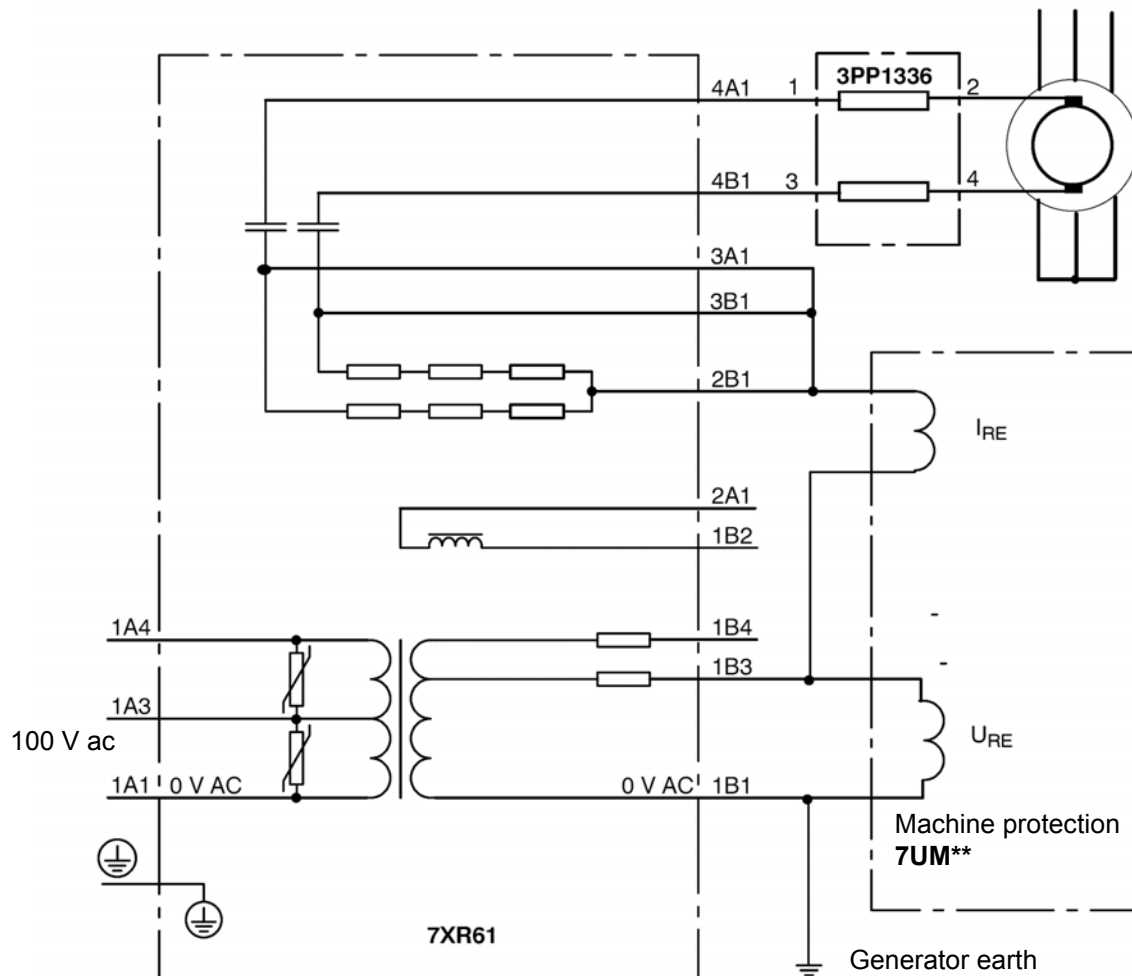 3PP1336
4A1 1 2
4B1 3 4
3A1
3B1
2B1
I_RE
2A1
1B2
1A4 1B4
1B3
1A3
100 V ac
U_RE
1A1 0 V AC 0 V AC 1B1
Machine protection
7UM**
7XR61
Generator earth